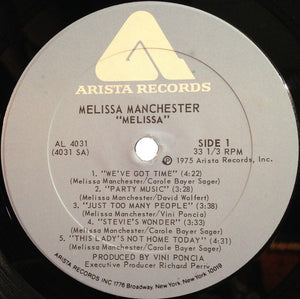 ARISTA RECORDS
MELISSA MANCHESTER
"MELISSA"
AL 4031
(4031 SA)
SIDE 1
33 1/3 RPM
℗ 1975 Arista Records, Inc.
1. "WE'VE GOT TIME" (4:22)
(Melissa Manchester/Carole Bayer Sager)
2. "PARTY MUSIC" (3:28)
(Melissa Manchester/David Wolfert)
3. "JUST TOO MANY PEOPLE" (3:38)
(Melissa Manchester/Vini Poncia)
4. "STEVIE'S WONDER" (4:33)
(Melissa Manchester/Carole Bayer Sager)
5. "THIS LADY'S NOT HOME TODAY" (4:31)
(Melissa Manchester/Carole Bayer Sager)
PRODUCED BY VINI PONCIA
Executive Producer Richard Perry
ARISTA RECORDS INC 1776 Broadway, New York, New York 10019